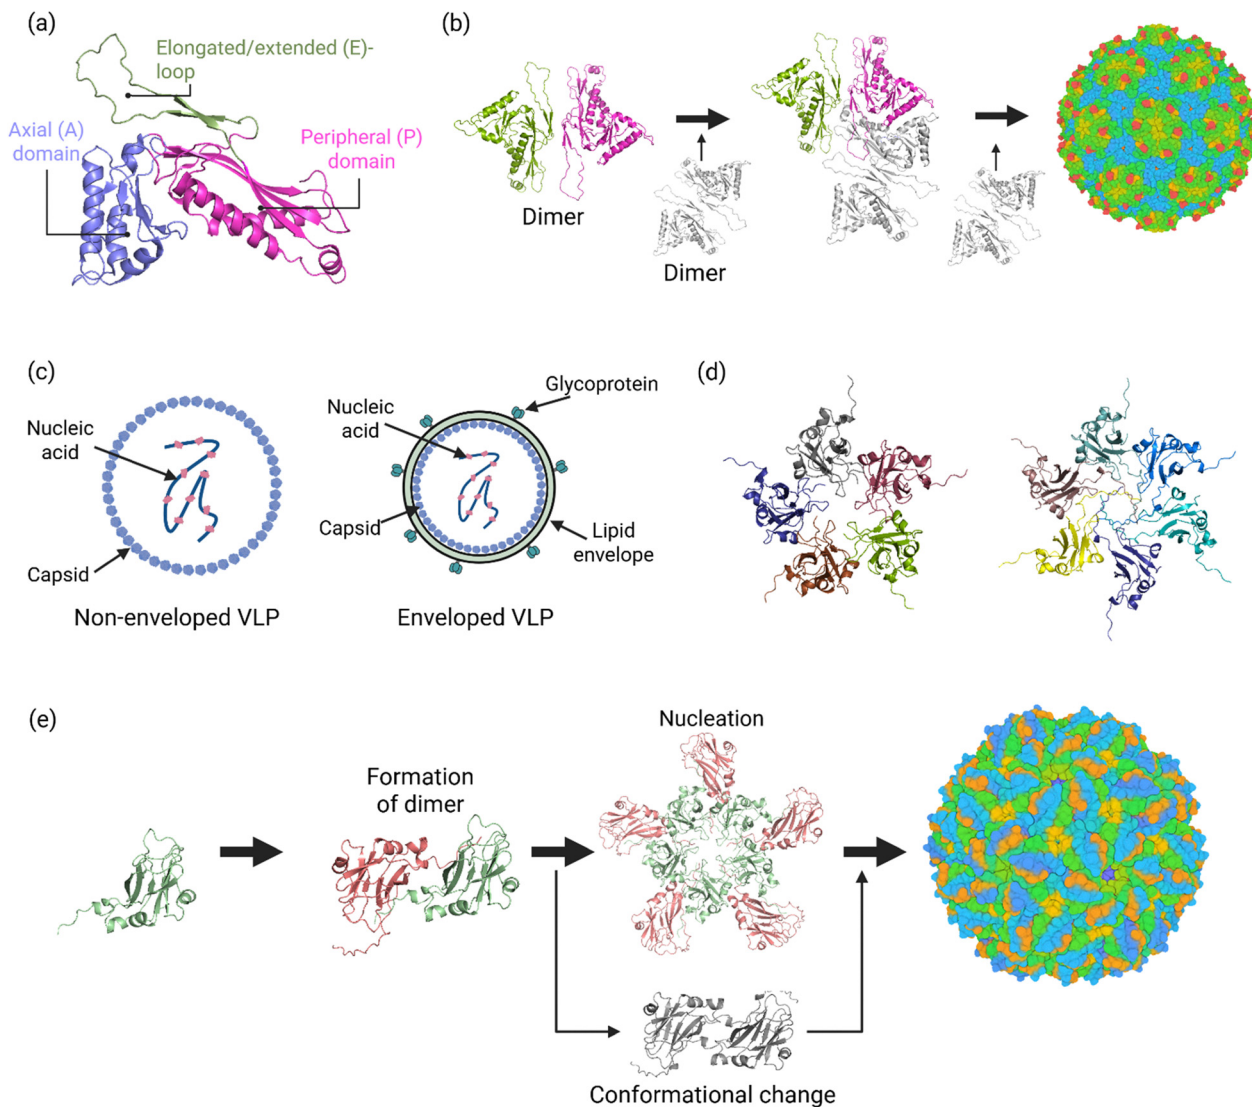 (a)
Elongated/extended (E)-
loop
Axial (A)
domain
Peripheral (P)
domain
(b)
Dimer
Dimer
(c)
Nucleic
acid
Capsid
Non-enveloped VLP
Glycoprotein
Nucleic
acid
Capsid
Lipid
envelope
Enveloped VLP
(d)
(e)
Formation
of dimer
Nucleation
Conformational change